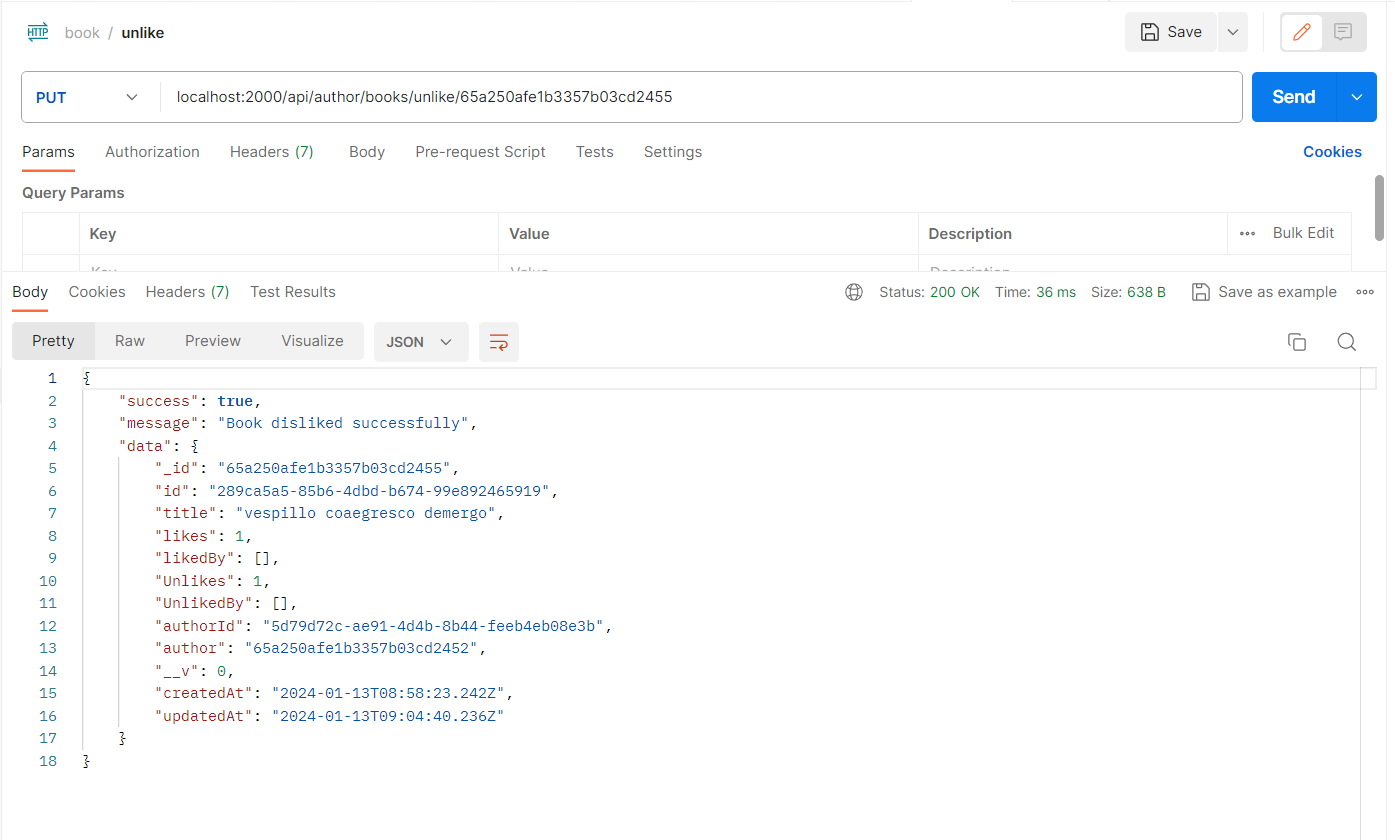 HTTP book / unlike Save
PUT localhost:2000/api/author/books/unlike/65a250afe1b3357b03cd2455 Send
Params Authorization Headers (7) Body Pre-request Script Tests Settings Cookies
Query Params
Key Value Description Bulk Edit
Key Value Description
Body Cookies Headers (7) Test Results Status: 200 OK Time: 36 ms Size: 638 B Save as example
Pretty Raw Preview Visualize JSON
1 {
2 "success": true,
3 "message": "Book disliked successfully",
4 "data": {
5 "_id": "65a250afe1b3357b03cd2455",
6 "id": "289ca5a5-85b6-4dbd-b674-99e892465919",
7 "title": "vespillo coaegresco demergo",
8 "likes": 1,
9 "likedBy": [],
10 "Unlikes": 1,
11 "UnlikedBy": [],
12 "authorId": "5d79d72c-ae91-4d4b-8b44-feeb4eb08e3b",
13 "author": "65a250afe1b3357b03cd2452",
14 "__v": 0,
15 "createdAt": "2024-01-13T08:58:23.242Z",
16 "updatedAt": "2024-01-13T09:04:40.236Z"
17 }
18 }